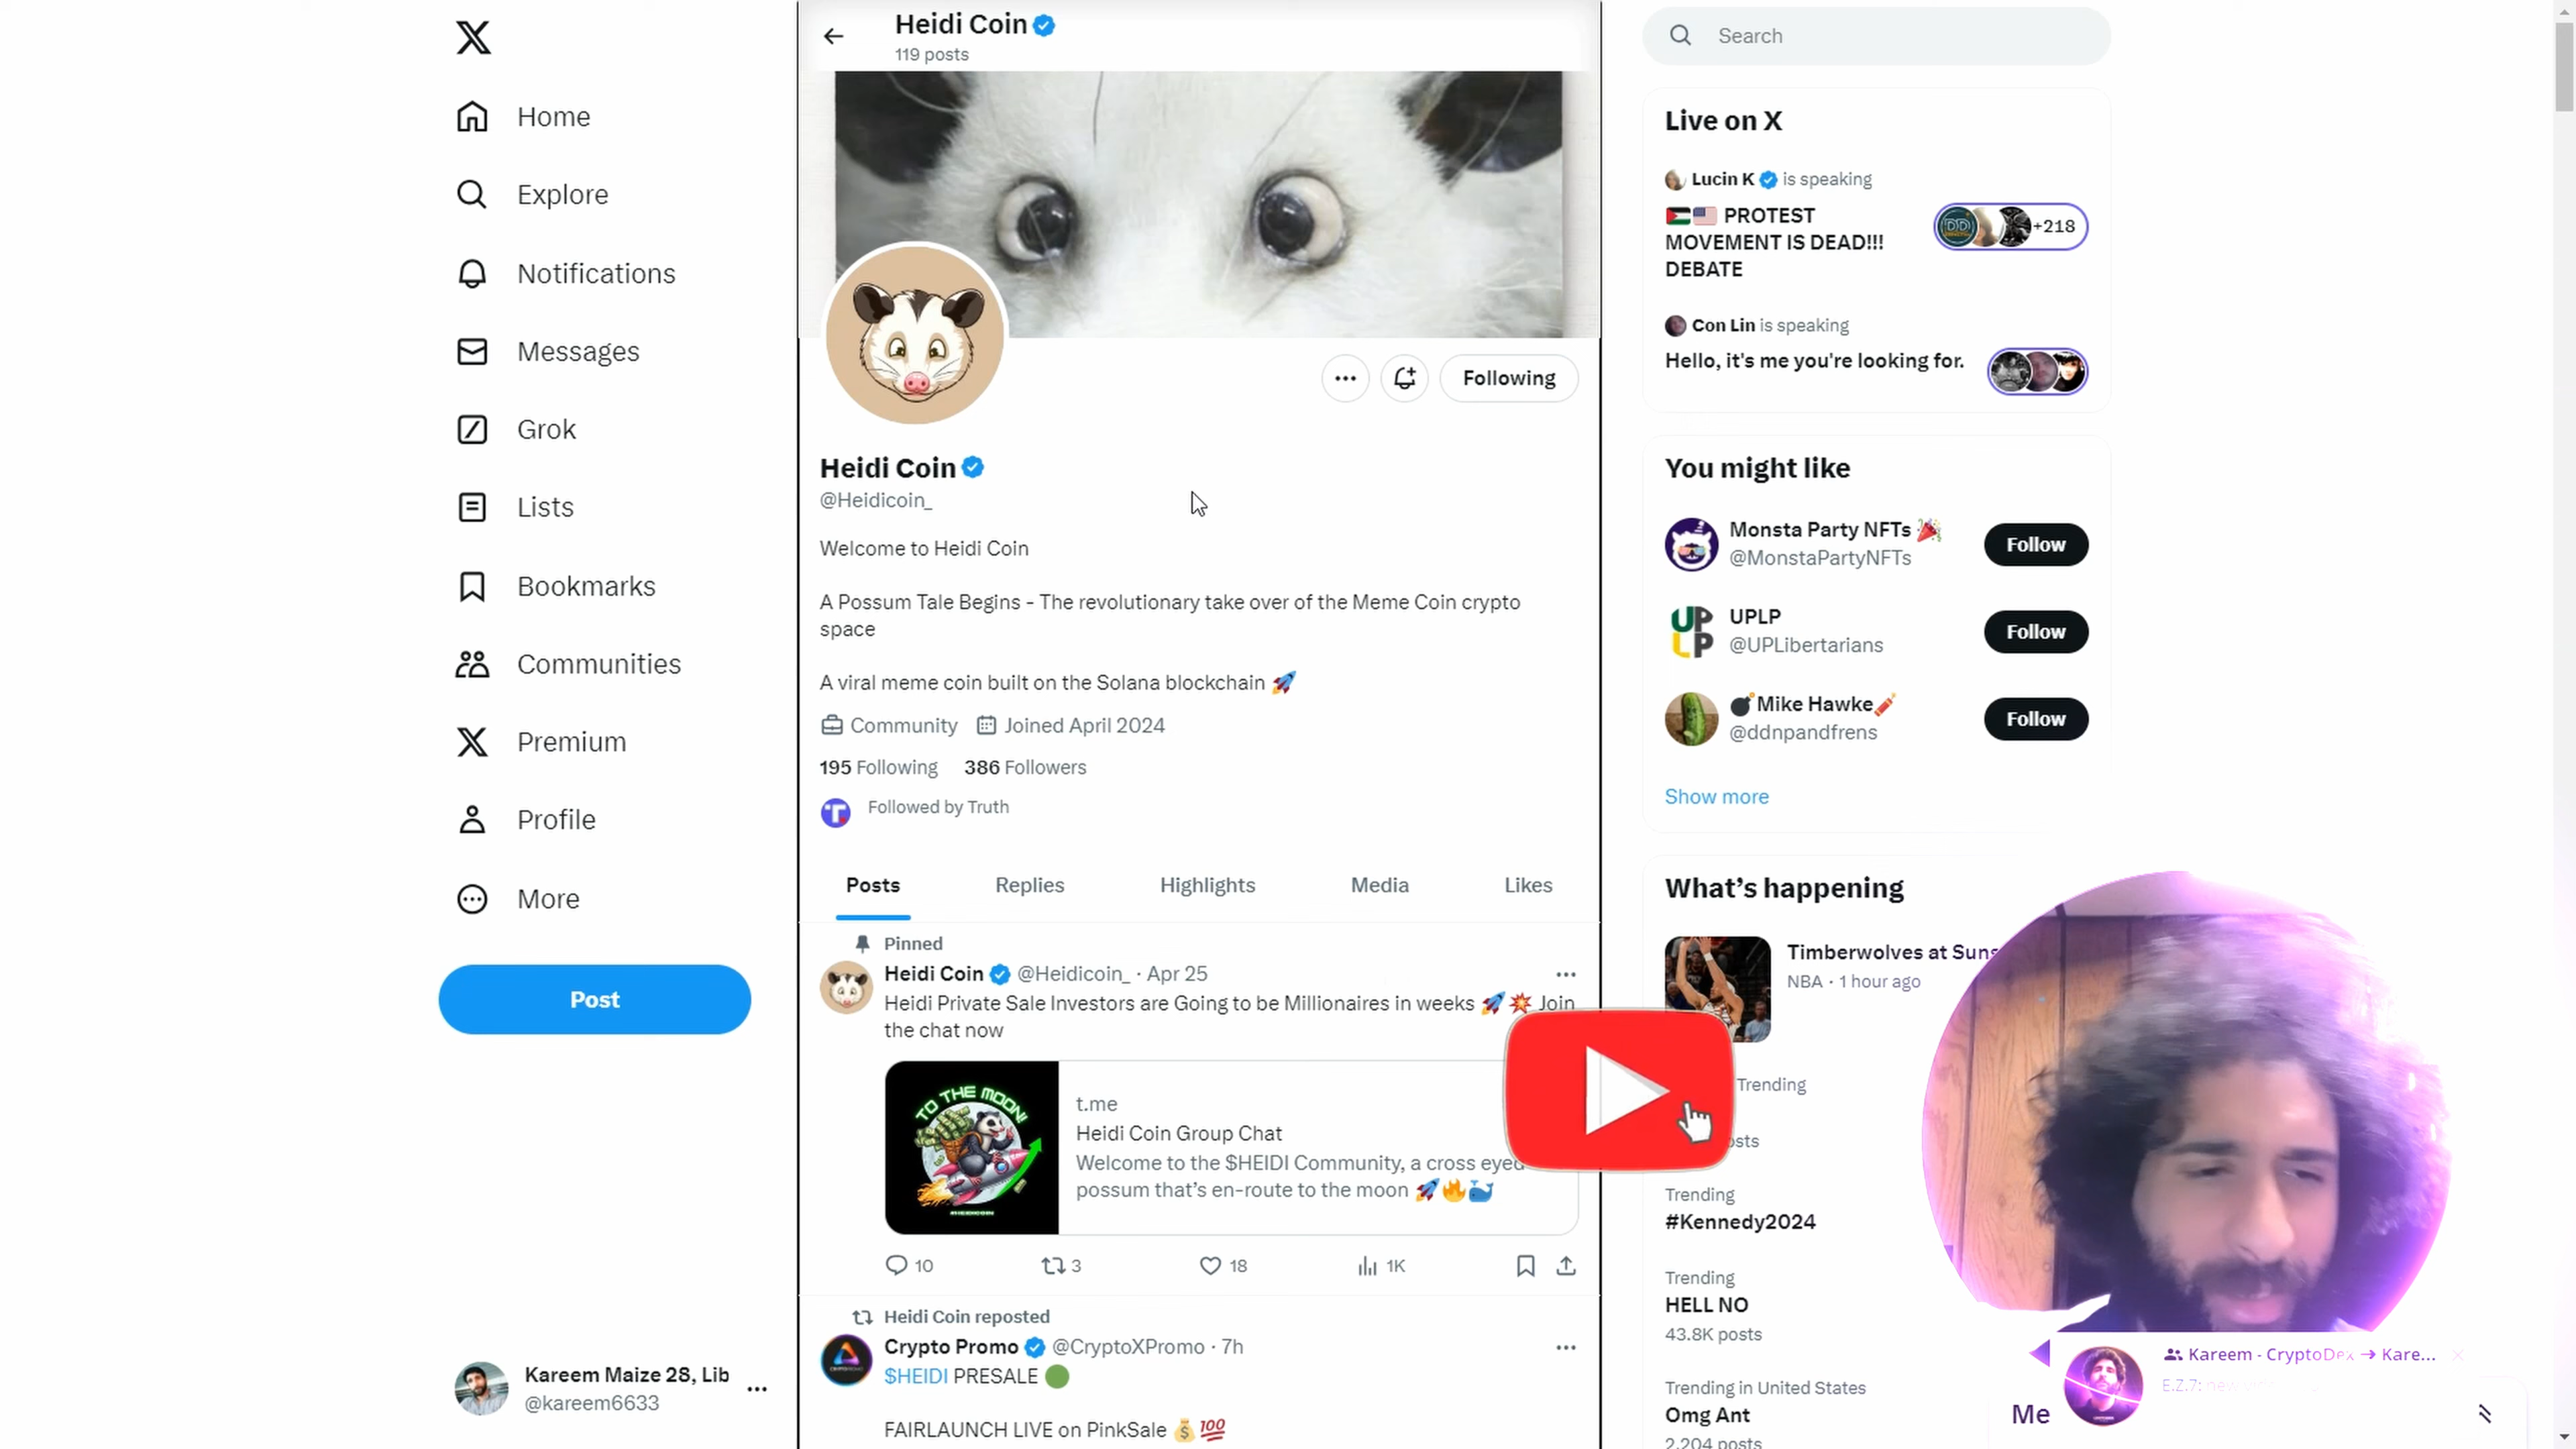 Home
Explore
Notifications
Messages
Grok
Lists
Bookmarks
Communities
Premium
Profile
More
Post
Kareem Maize 28, Lib
@kareem6633
Heidi Coin
119 posts
Following
Heidi Coin
@Heidicoin_
Welcome to Heidi Coin
A Possum Tale Begins - The revolutionary take over of the Meme Coin crypto
space
A viral meme coin built on the Solana blockchain 🚀
Community Joined April 2024
195 Following 386 Followers
Followed by Truth
Posts Replies Highlights Media Likes
Pinned
Heidi Coin @Heidicoin_ · Apr 25
Heidi Private Sale Investors are Going to be Millionaires in weeks 🚀💥 Join
the chat now
TO THE MOON!
#HEIDICOIN
t.me
Heidi Coin Group Chat
Welcome to the $HEIDI Community, a cross eyed
possum that's en-route to the moon 🚀🔥🐳
10 3 18 1K
Heidi Coin reposted
Crypto Promo @CryptoXPromo · 7h
$HEIDI PRESALE 🟢
FAIRLAUNCH LIVE on PinkSale 💰💯
Search
Live on X
Lucin K is speaking
🇵🇸🇺🇸 PROTEST
MOVEMENT IS DEAD!!!
DEBATE
+218
Con Lin is speaking
Hello, it's me you're looking for.
You might like
Monsta Party NFTs 🎉
@MonstaPartyNFTs
Follow
UPLP
@UPLibertarians
Follow
💣Mike Hawke🧨
@ddnpandfrens
Follow
Show more
What's happening
Timberwolves at Suns
NBA · 1 hour ago
Trending
Trending
#Kennedy2024
Trending
HELL NO
43.8K posts
Trending in United States
Omg Ant
2,204 posts
Kareem - CryptoDex → Kare...
E.Z.7: new
Me